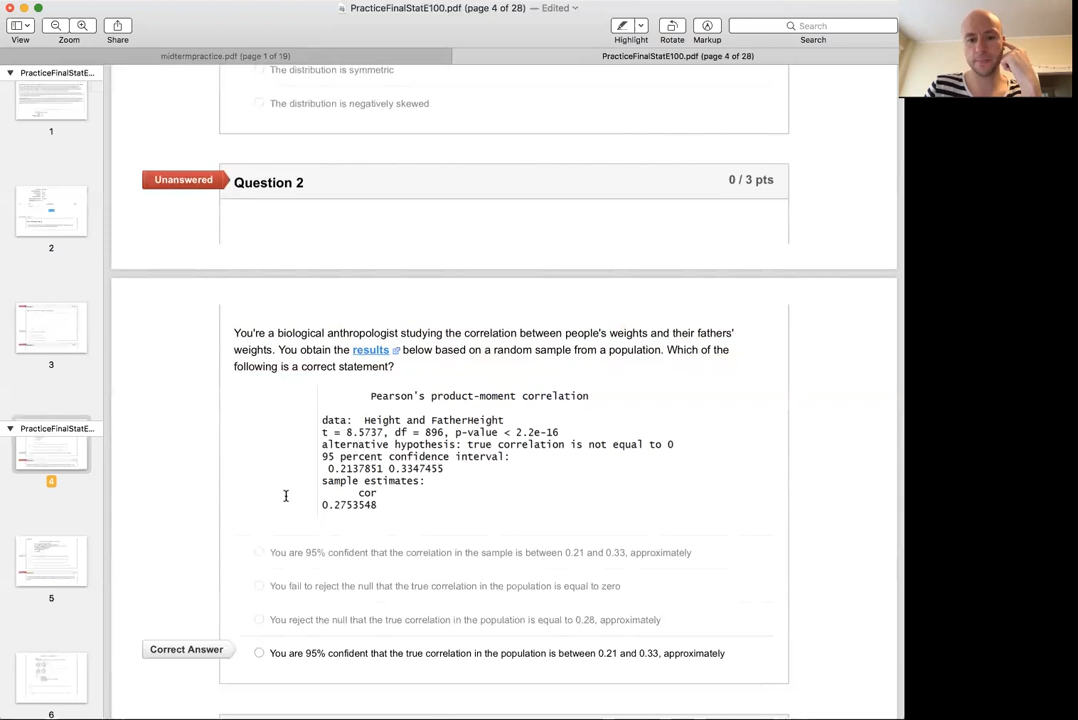 PracticeFinalStatE100.pdf (page 4 of 28) — Edited
View
Zoom
Share
Highlight
Rotate
Markup
Search
Search
midtermpractice.pdf (page 1 of 19)
PracticeFinalStatE100.pdf (page 4 of 28)
PracticeFinalStatE...
1
2
3
PracticeFinalStatE...
4
5
6
The distribution is symmetric
The distribution is negatively skewed
Unanswered
Question 2
0 / 3 pts
You're a biological anthropologist studying the correlation between people's weights and their fathers'
weights. You obtain the results below based on a random sample from a population. Which of the
following is a correct statement?
Pearson's product-moment correlation
data: Height and FatherHeight
t = 8.5737, df = 896, p-value < 2.2e-16
alternative hypothesis: true correlation is not equal to 0
95 percent confidence interval:
0.2137851 0.3347455
sample estimates:
cor
0.2753548
You are 95% confident that the correlation in the sample is between 0.21 and 0.33, approximately
You fail to reject the null that the true correlation in the population is equal to zero
You reject the null that the true correlation in the population is equal to 0.28, approximately
Correct Answer
You are 95% confident that the true correlation in the population is between 0.21 and 0.33, approximately